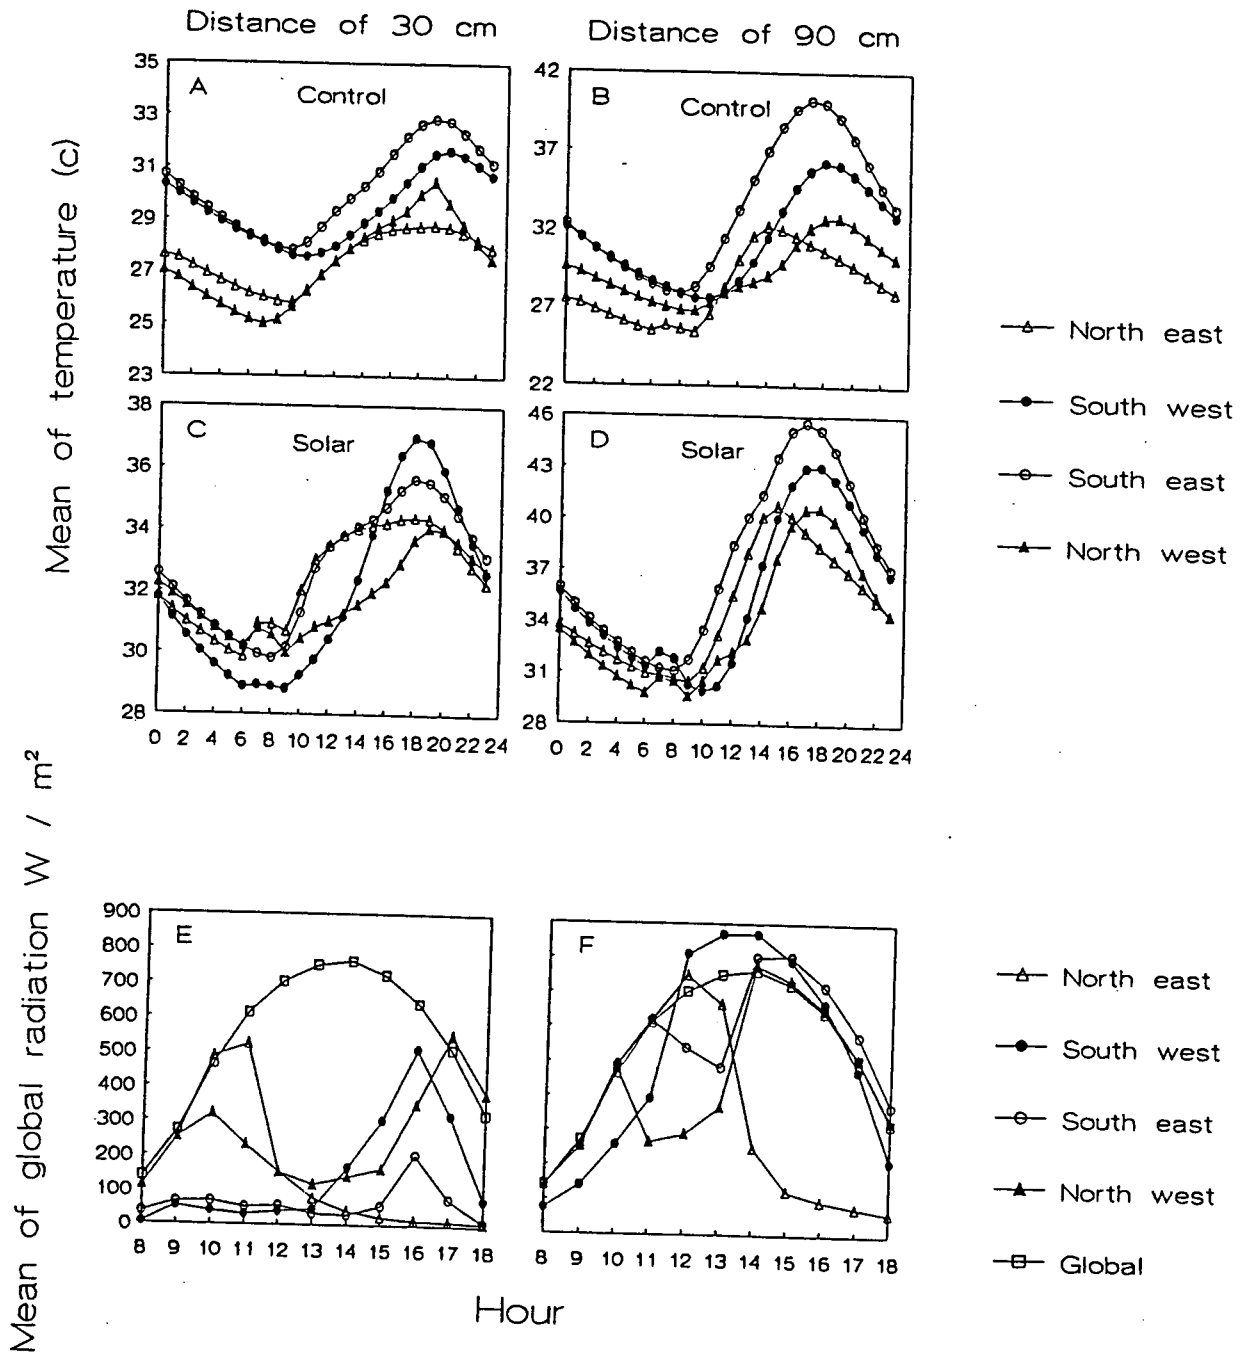 Distance of 30 cm
Distance of 90 cm
Mean of temperature (c)
A
Control
35
33
31
29
27
25
23
B
Control
42
37
32
27
22
C
Solar
38
36
34
32
30
28
0 2 4 6 8 10 12 14 16 18 20 22 24
D
Solar
46
43
40
37
34
31
28
0 2 4 6 8 10 12 14 16 18 20 22 24
North east
South west
South east
North west
Mean of global radiation W / m²
E
900
800
700
600
500
400
300
200
100
0
8 9 10 11 12 13 14 15 16 17 18
F
8 9 10 11 12 13 14 15 16 17 18
North east
South west
South east
North west
Global
Hour